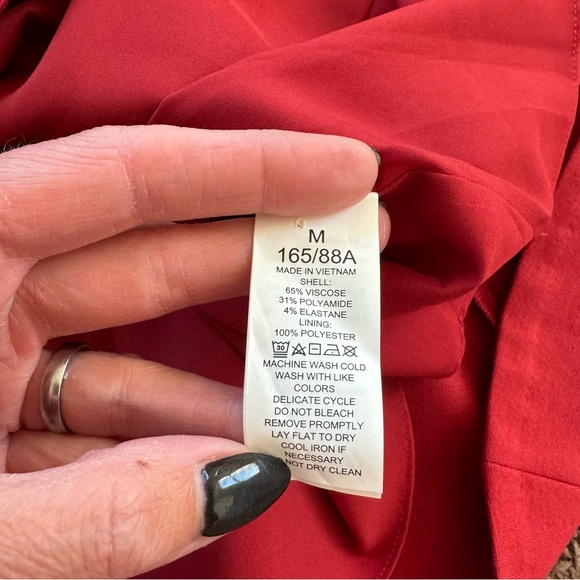 M
165/88A
MADE IN VIETNAM
SHELL:
65% VISCOSE
31% POLYAMIDE
4% ELASTANE
LINING:
100% POLYESTER
30
MACHINE WASH COLD
WASH WITH LIKE
COLORS
DELICATE CYCLE
DO NOT BLEACH
REMOVE PROMPTLY
LAY FLAT TO DRY
COOL IRON IF
NECESSARY
NOT DRY CLEAN